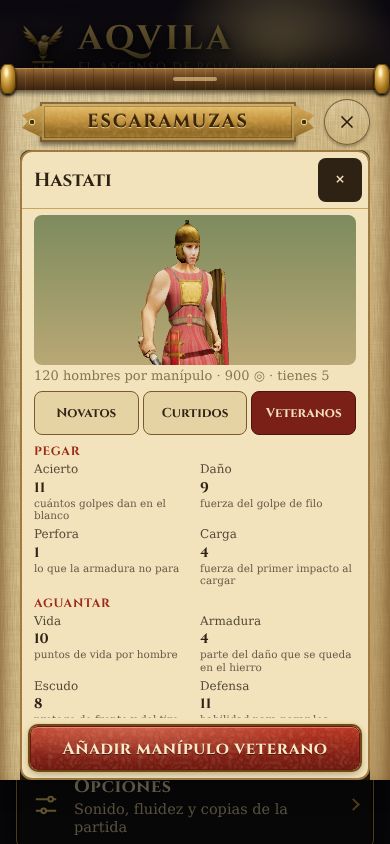 AQVILA
ESCARAMUZAS
×
HASTATI
×
120 hombres por manípulo · 900 ◎ · tienes 5
NOVATOS
CURTIDOS
VETERANOS
PEGAR
Acierto
Daño
11
9
cuántos golpes dan en el
blanco
fuerza del golpe de filo
Perfora
Carga
1
4
lo que la armadura no para
fuerza del primer impacto al
cargar
AGUANTAR
Vida
Armadura
10
4
puntos de vida por hombre
parte del daño que se queda
en el hierro
Escudo
Defensa
8
11
AÑADIR MANÍPULO VETERANO
OPCIONES
Sonido, fluidez y copias de la
partida